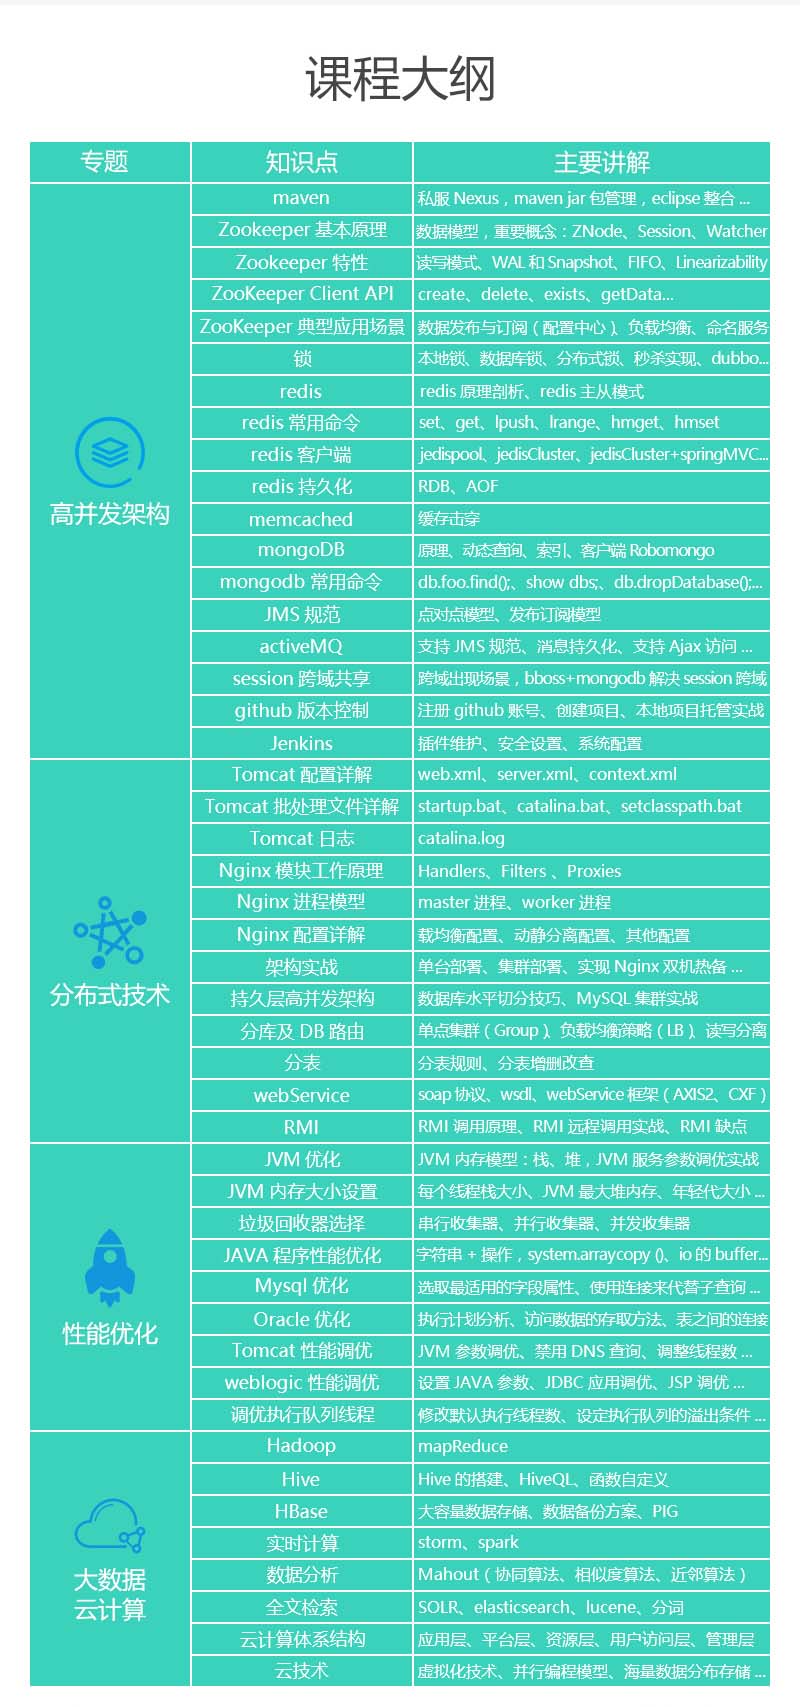 课程大纲
专题 知识点 主要讲解
高并发架构
maven 私服 Nexus，maven jar 包管理，eclipse 整合 ...
Zookeeper 基本原理 数据模型，重要概念：ZNode、Session、Watcher
Zookeeper 特性 读写模式、WAL 和 Snapshot、FIFO、Linearizability
ZooKeeper Client API create、delete、exists、getData...
ZooKeeper 典型应用场景 数据发布与订阅（配置中心）、负载均衡、命名服务
锁 本地锁、数据库锁、分布式锁、秒杀实现、dubbo...
redis redis 原理剖析、redis 主从模式
redis 常用命令 set、get、lpush、lrange、hmget、hmset
redis 客户端 jedispool、jedisCluster、jedisCluster+springMVC...
redis 持久化 RDB、AOF
memcached 缓存击穿
mongoDB 原理、动态查询、索引、客户端 Robomongo
mongodb 常用命令 db.foo.find();、show dbs;、db.dropDatabase();...
JMS 规范 点对点模型、发布订阅模型
activeMQ 支持 JMS 规范、消息持久化、支持 Ajax 访问 ...
session 跨域共享 跨域出现场景，bboss+mongodb 解决 session 跨域
github 版本控制 注册 github 账号、创建项目、本地项目托管实战
Jenkins 插件维护、安全设置、系统配置
分布式技术
Tomcat 配置详解 web.xml、server.xml、context.xml
Tomcat 批处理文件详解 startup.bat、catalina.bat、setclasspath.bat
Tomcat 日志 catalina.log
Nginx 模块工作原理 Handlers、Filters 、Proxies
Nginx 进程模型 master 进程、worker 进程
Nginx 配置详解 载均衡配置、动静分离配置、其他配置
架构实战 单台部署、集群部署、实现 Nginx 双机热备 ...
持久层高并发架构 数据库水平切分技巧、MySQL 集群实战
分库及 DB 路由 单点集群（Group）、负载均衡策略（LB）、读写分离
分表 分表规则、分表增删改查
webService soap 协议、wsdl、webService 框架（AXIS2、CXF）
RMI RMI 调用原理、RMI 远程调用实战、RMI 缺点
性能优化
JVM 优化 JVM 内存模型：栈、堆，JVM 服务参数调优实战
JVM 内存大小设置 每个线程栈大小、JVM 最大堆内存、年轻代大小 ...
垃圾回收器选择 串行收集器、并行收集器、并发收集器
JAVA 程序性能优化 字符串 + 操作，system.arraycopy ()、io 的 buffer...
Mysql 优化 选取最适用的字段属性、使用连接来代替子查询 ...
Oracle 优化 执行计划分析、访问数据的存取方法、表之间的连接
Tomcat 性能调优 JVM 参数调优、禁用 DNS 查询、调整线程数 ...
weblogic 性能调优 设置 JAVA 参数、JDBC 应用调优、JSP 调优 ...
调优执行队列线程 修改默认执行线程数、设定执行队列的溢出条件 ...
大数据
云计算
Hadoop mapReduce
Hive Hive 的搭建、HiveQL、函数自定义
HBase 大容量数据存储、数据备份方案、PIG
实时计算 storm、spark
数据分析 Mahout（协同算法、相似度算法、近邻算法）
全文检索 SOLR、elasticsearch、lucene、分词
云计算体系结构 应用层、平台层、资源层、用户访问层、管理层
云技术 虚拟化技术、并行编程模型、海量数据分布存储 ...